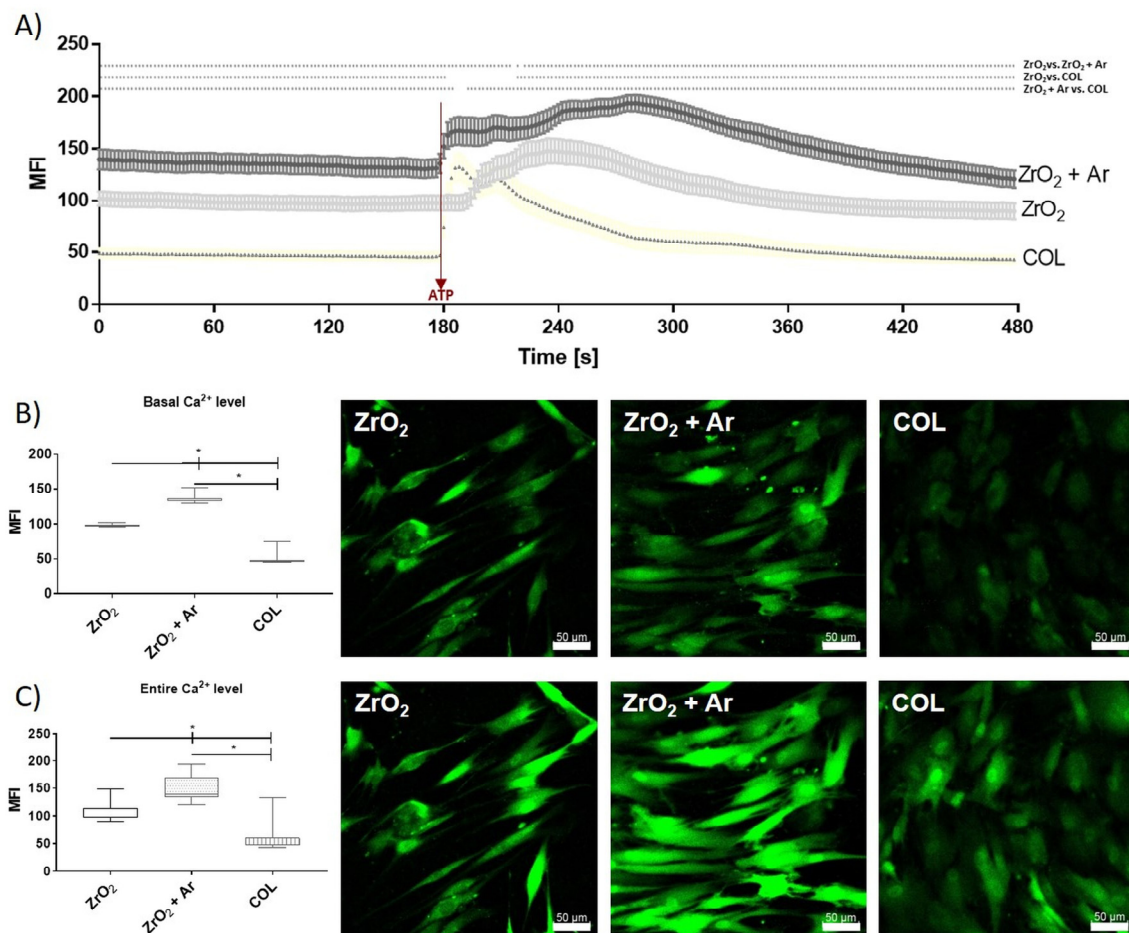 A)
250
200
150
100
50
0
MFI
ZrO₂vs. ZrO₂ + Ar
ZrO₂vs. COL
ZrO₂ + Ar vs. COL
ZrO₂ + Ar
ZrO₂
COL
ATP
0 60 120 180 240 300 360 420 480
Time [s]
B)
Basal Ca²⁺ level
200
150
100
50
0
MFI
*
*
ZrO₂
ZrO₂ + Ar
COL
ZrO₂
50 µm
ZrO₂ + Ar
50 µm
COL
50 µm
C)
Entire Ca²⁺ level
250
200
150
100
50
0
MFI
*
*
ZrO₂
ZrO₂ + Ar
COL
ZrO₂
50 µm
ZrO₂ + Ar
50 µm
COL
50 µm